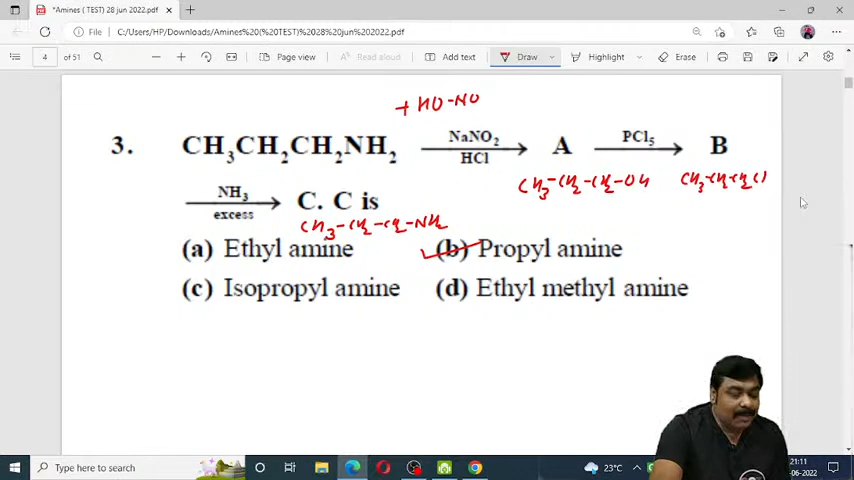 *Amines ( TEST) 28 jun 2022.pdf
File C:/Users/HP/Downloads/Amines%20(%20TEST)%2028%20jun%202022.pdf
4 of 51 Page view Read aloud Add text Draw Highlight Erase
+ HO-NO
3. CH₃CH₂CH₂NH₂ NaNO₂ HCl A PCl₅ B
CH₃-CH₂-CH₂-OH CH₃-CH₂-CH₂Cl
NH₃ excess C. C is
CH₃-CH₂-CH₂-NH₂
(a) Ethyl amine (b) Propyl amine
(c) Isopropyl amine (d) Ethyl methyl amine
Type here to search 23°C 21:11
-06-2022